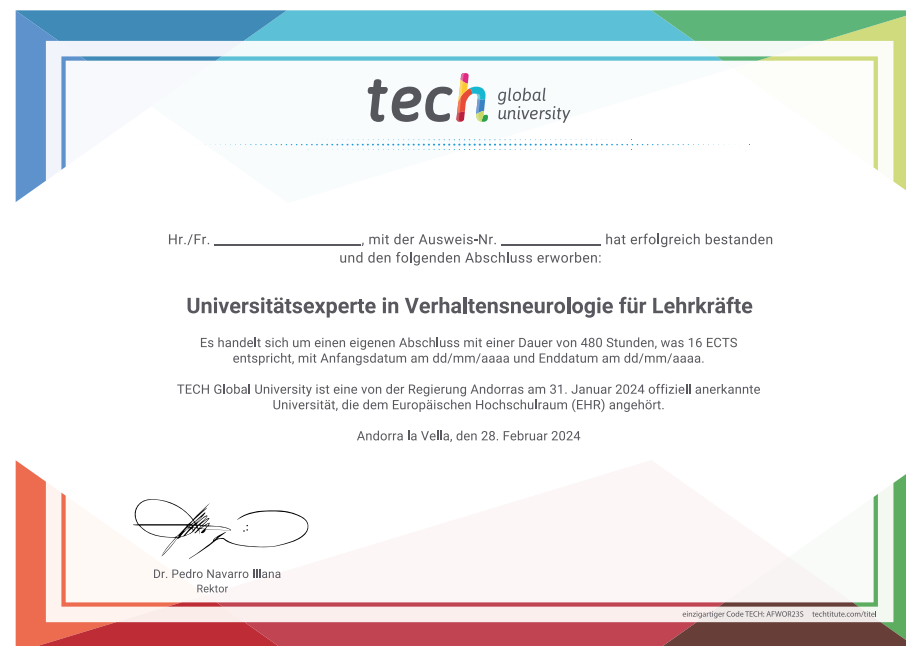 tech global
university
Hr./Fr. ____________________, mit der Ausweis-Nr. ______________ hat erfolgreich bestanden
und den folgenden Abschluss erworben:
Universitätsexperte in Verhaltensneurologie für Lehrkräfte
Es handelt sich um einen eigenen Abschluss mit einer Dauer von 480 Stunden, was 16 ECTS
entspricht, mit Anfangsdatum am dd/mm/aaaa und Enddatum am dd/mm/aaaa.
TECH Global University ist eine von der Regierung Andorras am 31. Januar 2024 offiziell anerkannte
Universität, die dem Europäischen Hochschulraum (EHR) angehört.
Andorra la Vella, den 28. Februar 2024
Dr. Pedro Navarro Illana
Rektor
einzigartiger Code TECH: AFWOR235 techtitute.com/titel